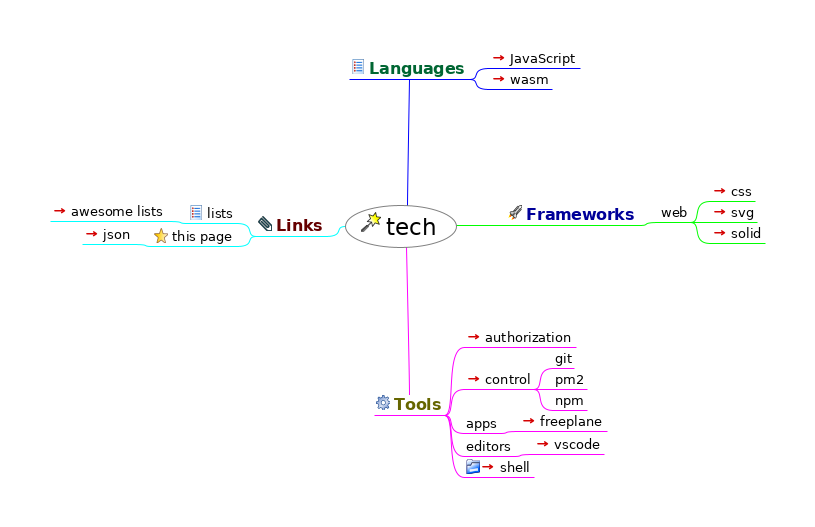 Languages
JavaScript
wasm
tech
Links
lists
awesome lists
this page
json
Frameworks
web
css
svg
solid
Tools
authorization
control
git
pm2
npm
apps
freeplane
editors
vscode
shell